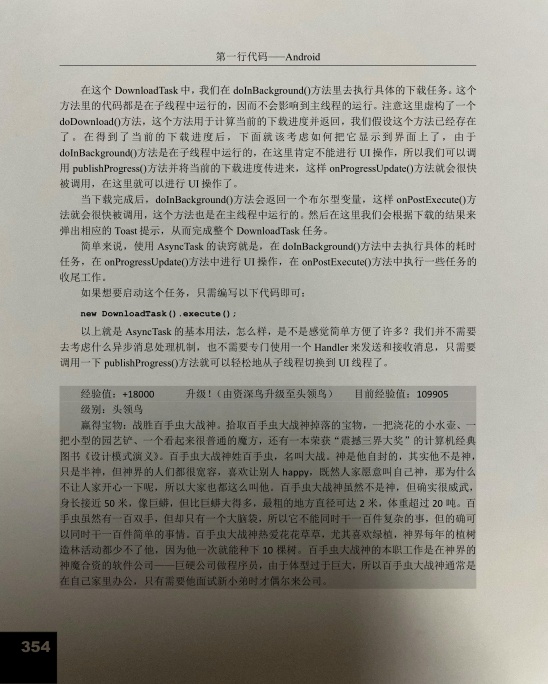 第一行代码——Android
在这个 DownloadTask 中，我们在 doInBackground()方法里去执行具体的下载任务。这个
方法里的代码都是在子线程中运行的，因而不会影响到主线程的运行。注意这里虚构了一个
doDownload()方法，这个方法用于计算当前的下载进度并返回，我们假设这个方法已经存在
了。在得到了当前的下载进度后，下面就该考虑如何把它显示到界面上了，由于
doInBackground()方法是在子线程中运行的，在这里肯定不能进行 UI 操作，所以我们可以调
用 publishProgress()方法并将当前的下载进度传进来，这样 onProgressUpdate()方法就会很快
被调用，在这里就可以进行 UI 操作了。
当下载完成后，doInBackground()方法会返回一个布尔型变量，这样 onPostExecute()方
法就会很快被调用，这个方法也是在主线程中运行的。然后在这里我们会根据下载的结果来
弹出相应的 Toast 提示，从而完成整个 DownloadTask 任务。
简单来说，使用 AsyncTask 的诀窍就是，在 doInBackground()方法中去执行具体的耗时
任务，在 onProgressUpdate()方法中进行 UI 操作，在 onPostExecute()方法中执行一些任务的
收尾工作。
如果想要启动这个任务，只需编写以下代码即可：
new DownloadTask().execute();
以上就是 AsyncTask 的基本用法，怎么样，是不是感觉简单方便了许多？我们并不需要
去考虑什么异步消息处理机制，也不需要专门使用一个 Handler 来发送和接收消息，只需要
调用一下 publishProgress()方法就可以轻松地从子线程切换到 UI 线程了。
经验值：+18000 升级！（由资深鸟升级至头领鸟） 目前经验值：109905
级别：头领鸟
赢得宝物：战胜百手虫大战神。拾取百手虫大战神掉落的宝物，一把浇花的小水壶、一
把小型的园艺铲、一个看起来很普通的魔方，还有一本荣获“震撼三界大奖”的计算机经典
图书《设计模式演义》。百手虫大战神姓百手虫，名叫大战。神是他自封的，其实他不是神，
只是半神，但神界的人们都很宽容，喜欢让别人 happy，既然人家愿意叫自己神，那为什么
不让人家开心一下呢，所以大家也都这么叫他。百手虫大战神虽然不是神，但确实很威武，
身长接近 50 米，像巨蟒，但比巨蟒大得多，最粗的地方直径可达 2 米，体重超过 20 吨。百
手虫虽然有一百双手，但却只有一个大脑袋，所以它不能同时干一百件复杂的事，但的确可
以同时干一百件简单的事情。百手虫大战神热爱花花草草，尤其喜欢绿植，神界每年的植树
造林活动都少不了他，因为他一次就能种下 10 棵树。百手虫大战神的本职工作是在神界的
神魔合资的软件公司——巨硬公司做程序员，由于体型过于巨大，所以百手虫大战神通常是
在自己家里办公，只有需要他面试新小弟时才偶尔来公司。
354